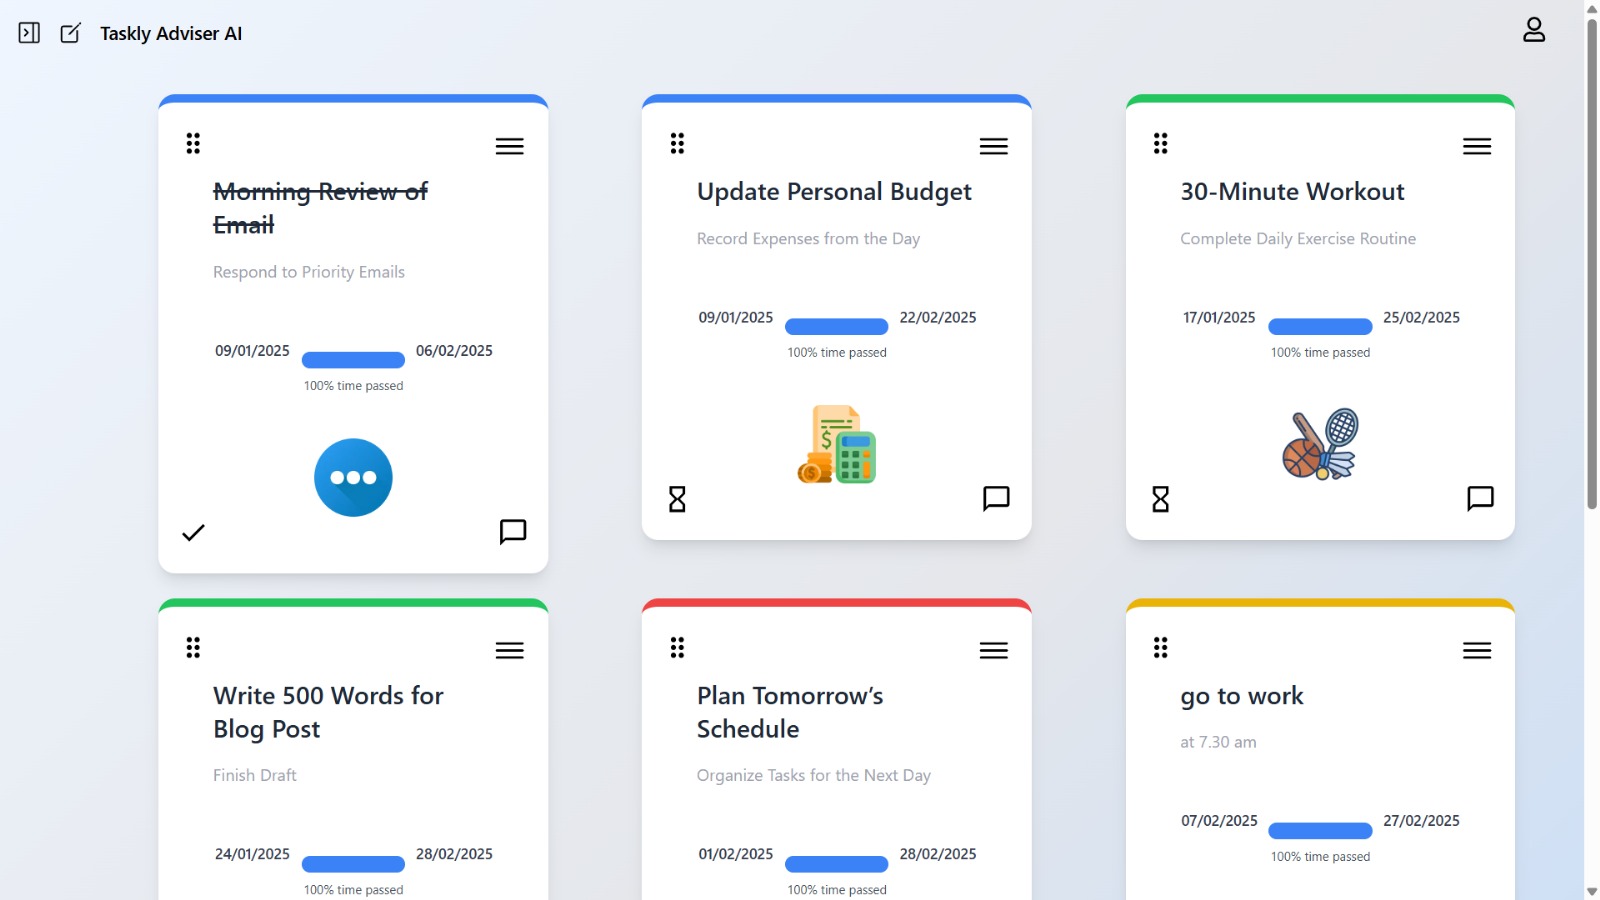 Taskly Adviser AI
Morning Review of
Email
Respond to Priority Emails
09/01/2025
06/02/2025
100% time passed
Update Personal Budget
Record Expenses from the Day
09/01/2025
22/02/2025
100% time passed
30-Minute Workout
Complete Daily Exercise Routine
17/01/2025
25/02/2025
100% time passed
Write 500 Words for
Blog Post
Finish Draft
24/01/2025
28/02/2025
100% time passed
Plan Tomorrow’s
Schedule
Organize Tasks for the Next Day
01/02/2025
28/02/2025
100% time passed
go to work
at 7.30 am
07/02/2025
27/02/2025
100% time passed